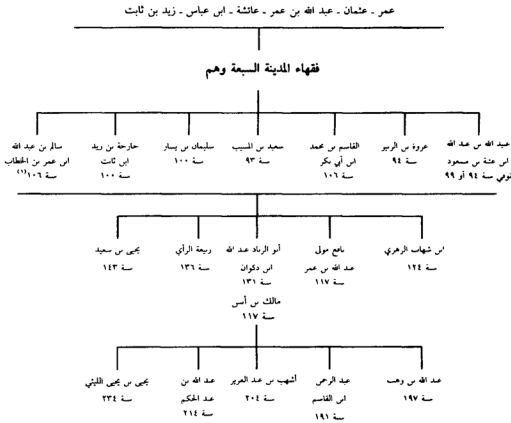 عمر ـ عثمان ـ عبد الله بن عمر ـ عائشة ـ ابن عباس ـ زيد بن ثابت
فقهاء المدينة السبعة وهم
عبيد الله بن عبد الله
ابن عتبة بن مسعود
توفي سنة ٩٤ أو ٩٩
عروة بن الزبير
سنة ٩٤
القاسم بن محمد
ابن أبي بكر
سنة ١٠٦
سعيد بن المسيب
سنة ٩٣
سليمان بن يسار
سنة ١٠٠
خارجة بن زيد
ابن ثابت
سنة ١٠٠
سالم بن عبد الله
ابن عمر بن الخطاب
سنة ١٠٦(١)
ابن شهاب الزهري
سنة ١٢٤
نافع مولى
عبد الله بن عمر
سنة ١١٧
أبو الزناد عبد الله
ابن ذكوان
سنة ١٣١
ربيعة الرأي
سنة ١٣٦
يحيى بن سعيد
سنة ١٤٣
مالك بن أنس
سنة ١١٧
عبد الله بن وهب
سنة ١٩٧
عبد الرحمن
ابن القاسم
سنة ١٩١
أشهب بن عبد العزيز
سنة ٢٠٤
عبد الله بن
عبد الحكم
سنة ٢١٤
يحيى بن يحيى الليثي
سنة ٢٣٤